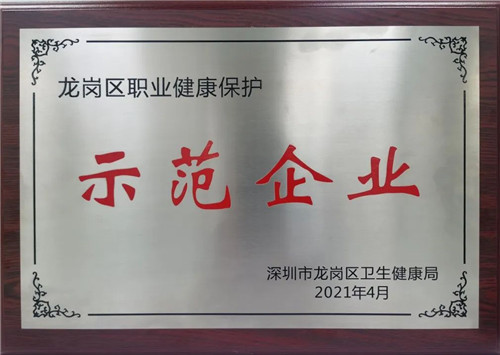 龙岗区职业健康保护
示范企业
深圳市龙岗区卫生健康局
2021年4月